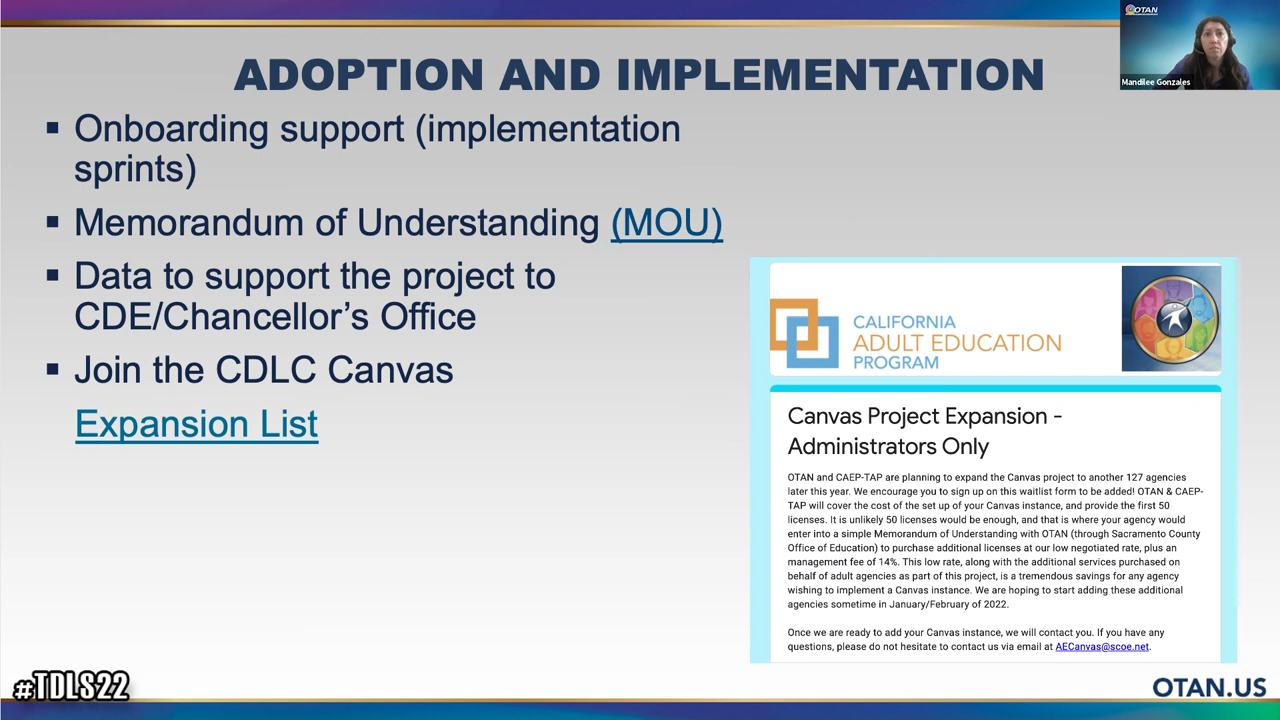 OTAN
Mandilee Gonzales
ADOPTION AND IMPLEMENTATION
▪ Onboarding support (implementation
sprints)
▪ Memorandum of Understanding (MOU)
▪ Data to support the project to
CDE/Chancellor’s Office
▪ Join the CDLC Canvas
Expansion List
CALIFORNIA
ADULT EDUCATION
PROGRAM
Canvas Project Expansion -
Administrators Only
OTAN and CAEP-TAP are planning to expand the Canvas project to another 127 agencies
later this year. We encourage you to sign up on this waitlist form to be added! OTAN & CAEP-
TAP will cover the cost of the set up of your Canvas instance, and provide the first 50
licenses. It is unlikely 50 licenses would be enough, and that is where your agency would
enter into a simple Memorandum of Understanding with OTAN (through Sacramento County
Office of Education) to purchase additional licenses at our low negotiated rate, plus an
management fee of 14%. This low rate, along with the additional services purchased on
behalf of adult agencies as part of this project, is a tremendous savings for any agency
wishing to implement a Canvas instance. We are hoping to start adding these additional
agencies sometime in January/February of 2022.
Once we are ready to add your Canvas instance, we will contact you. If you have any
questions, please do not hesitate to contact us via email at AECanvas@scoe.net.
#TDLS22
OTAN.US